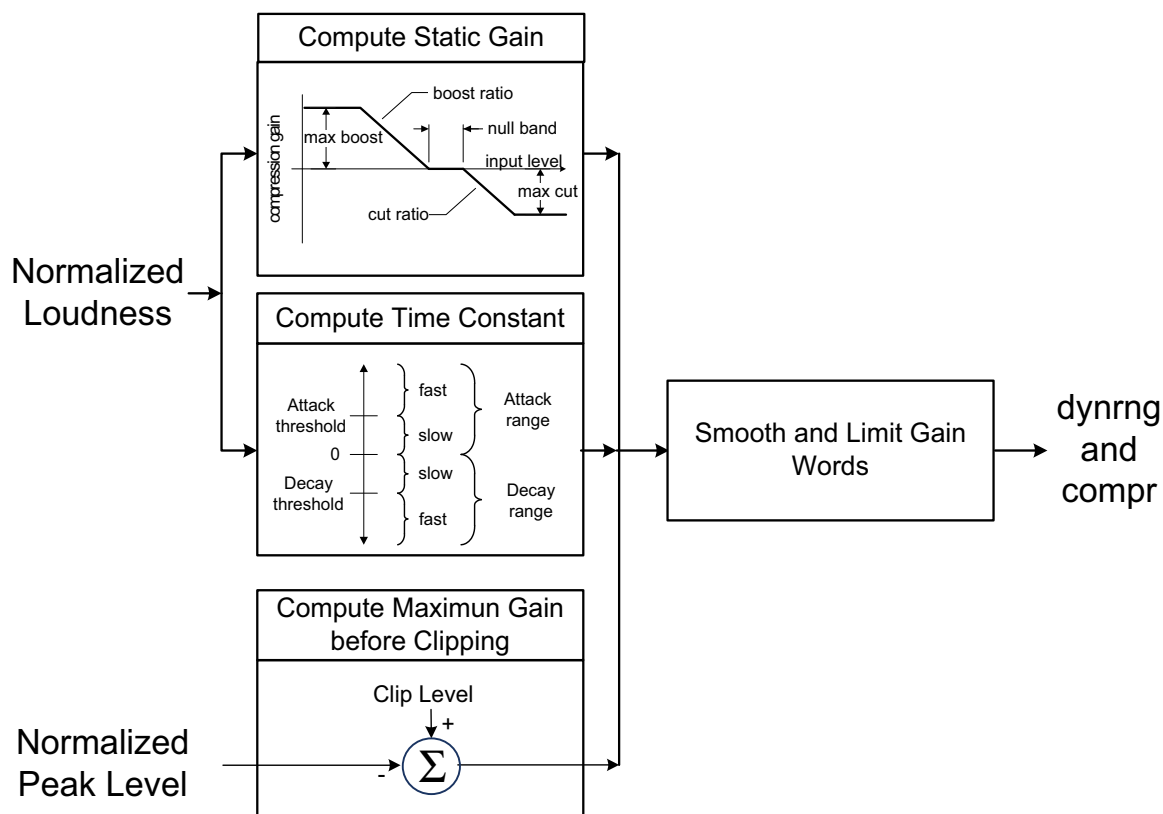 Compute Static Gain
compression gain
boost ratio
max boost
null band
input level
max cut
cut ratio
Normalized
Loudness
Compute Time Constant
Attack
threshold
0
Decay
threshold
fast
slow
slow
fast
Attack
range
Decay
range
Smooth and Limit Gain
Words
dynrng
and
compr
Compute Maximun Gain
before Clipping
Clip Level
+
-
Σ
Normalized
Peak Level